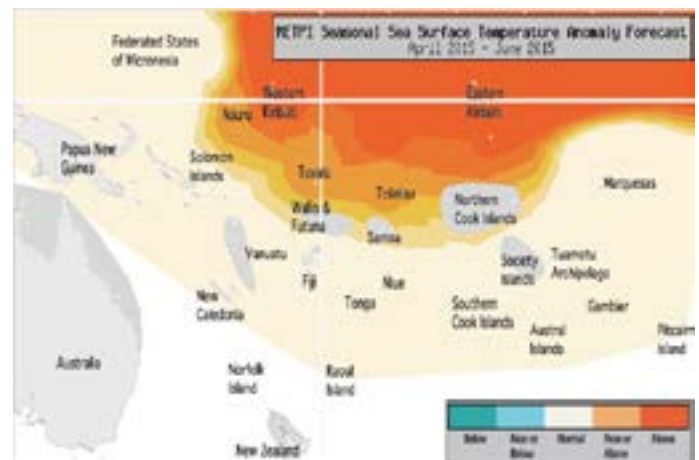 METPI Seasonal Sea Surface Temperature Anomaly Forecast
April 2015 - June 2015
Federated States
of Micronesia
Western
Kiribati
Eastern
Kiribati
Nauru
Papua New
Guinea
Solomon
Islands
Tuvalu
Tokelau
Marquesas
Northern
Cook Islands
Wallis &
Futuna
Samoa
Vanuatu
Fiji
Niue
Tonga
Society
Islands
Tuamotu
Archipelago
New
Caledonia
Southern
Cook Islands
Gambier
Austral
Islands
Pitcairn
Island
Australia
Norfolk
Island
Raoul
Island
New Zealand
Below
Near or
Below
Normal
Near or
Above
Above